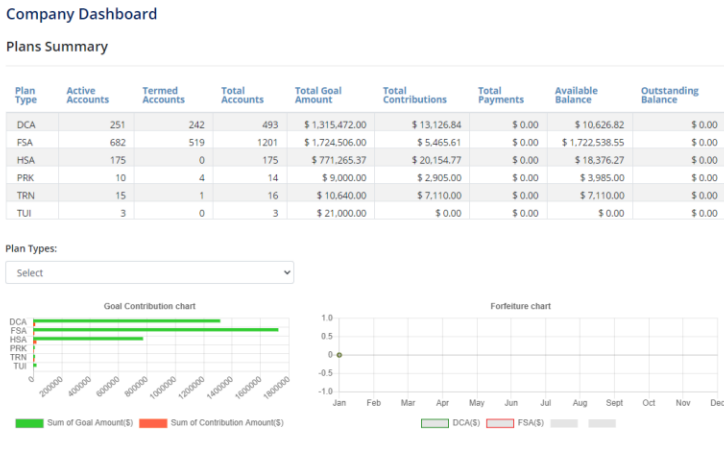 Company Dashboard
Plans Summary
Plan Type Active Accounts Termed Accounts Total Accounts Total Goal Amount Total Contributions Total Payments Available Balance Outstanding Balance
DCA 251 242 493 $ 1,315,472.00 $ 13,126.84 $ 0.00 $ 10,626.82 $ 0.00
FSA 682 519 1201 $ 1,724,506.00 $ 5,465.61 $ 0.00 $ 1,722,538.55 $ 0.00
HSA 175 0 175 $ 771,265.37 $ 20,154.77 $ 0.00 $ 18,376.27 $ 0.00
PRK 10 4 14 $ 9,000.00 $ 2,905.00 $ 0.00 $ 3,985.00 $ 0.00
TRN 15 1 16 $ 10,640.00 $ 7,110.00 $ 0.00 $ 7,110.00 $ 0.00
TUI 3 0 3 $ 21,000.00 $ 0.00 $ 0.00 $ 0.00 $ 0.00
Plan Types:
Select
Goal Contribution chart
DCA
FSA
HSA
PRK
TRN
TUI
0 200000 400000 600000 800000 1000000 1200000 1400000 1600000 1800000
Sum of Goal Amount($) Sum of Contribution Amount($)
Forfeiture chart
1.0
0.5
0
-0.5
-1.0
Jan Feb Mar Apr May Jun Jul Aug Sept Oct Nov Dec
DCA($) FSA($)